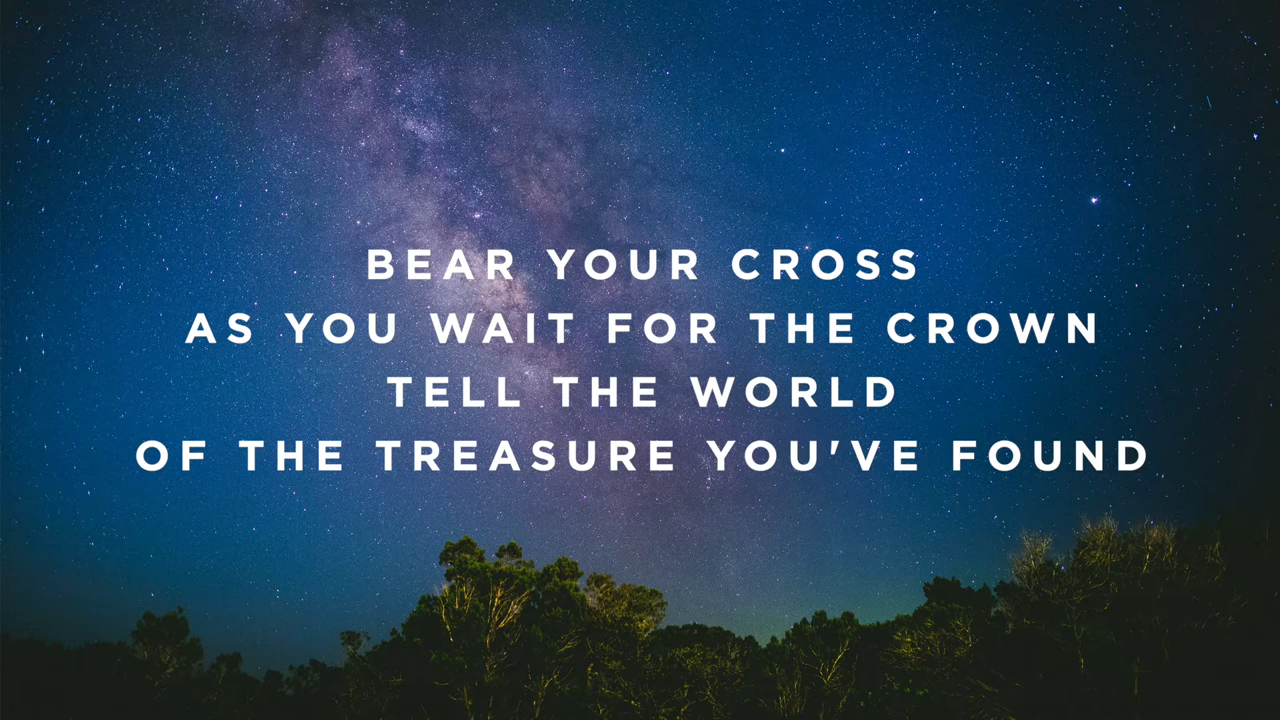 BEAR YOUR CROSS
AS YOU WAIT FOR THE CROWN
TELL THE WORLD
OF THE TREASURE YOU'VE FOUND